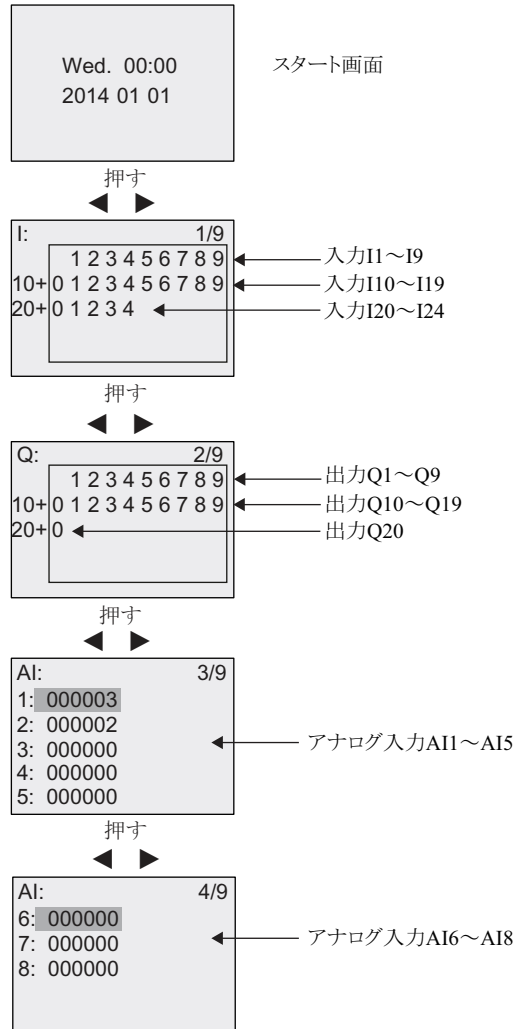 Wed. 00:00
2014 01 01
スタート画面
押す
I: 1/9
1 2 3 4 5 6 7 8 9
入力I1～I9
10+ 0 1 2 3 4 5 6 7 8 9
入力I10～I19
20+ 0 1 2 3 4
入力I20～I24
押す
Q: 2/9
1 2 3 4 5 6 7 8 9
出力Q1～Q9
10+ 0 1 2 3 4 5 6 7 8 9
出力Q10～Q19
20+ 0
出力Q20
押す
AI: 3/9
1: 000003
2: 000002
3: 000000
アナログ入力AI1～AI5
4: 000000
5: 000000
押す
AI: 4/9
6: 000000
7: 000000
アナログ入力AI6～AI8
8: 000000